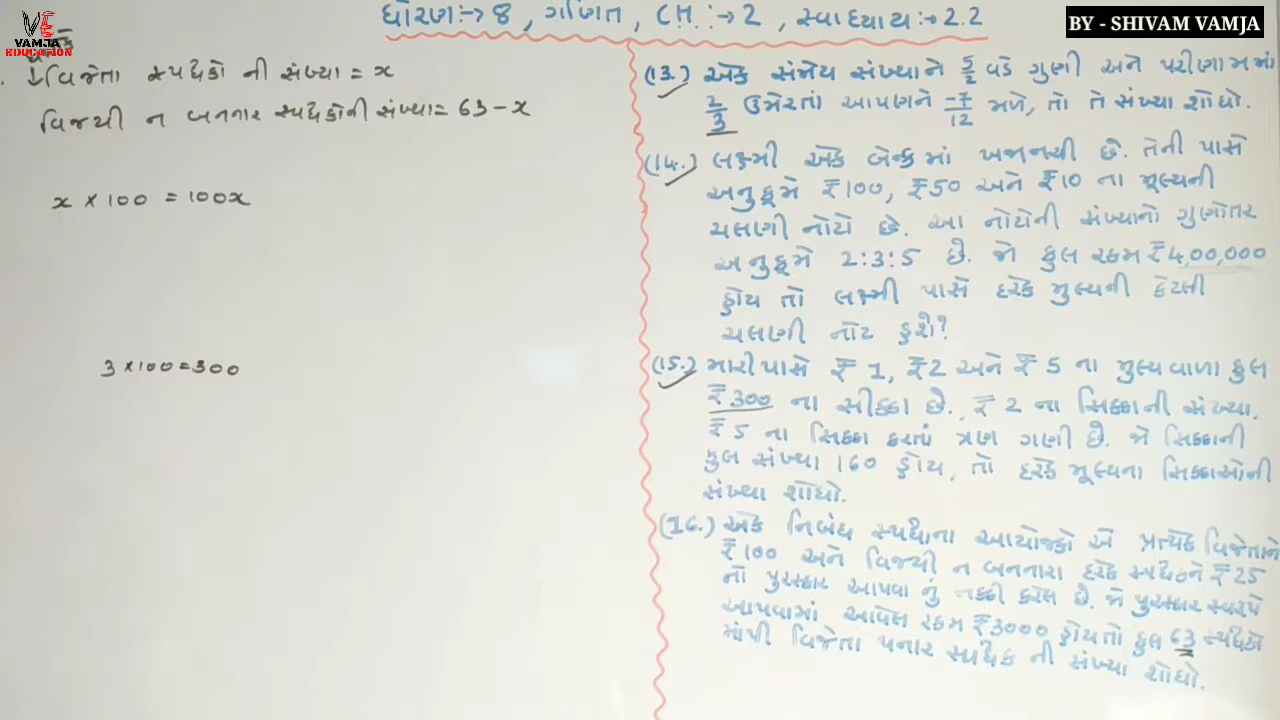 VE
VAMJA
EDUCATION
ધોરણ:→ 8 , ગણિત , CH.:→ 2 , સ્વાધ્યાય:→ 2.2
BY - SHIVAM VAMJA
વિજેતા સ્પર્ધકો ની સંખ્યા = x
વિજયી ન બનનાર સ્પર્ધકોની સંખ્યા = 63 - x
x × 100 = 100x
3 × 100 = 300
(13.) એક સંમેય સંખ્યાને 5/2 વડે ગુણી અને પરીણામમાં
2/3 ઉમેરતાં આપણને -7/12 મળે, તો તે સંખ્યા શોધો.
(14.) લક્ષ્મી એક બેન્કમાં ખજાનચી છે. તેની પાસે
અનુક્રમે ₹100, ₹50 અને ₹10 ના મૂલ્યની
ચલણી નોટો છે. આ નોટોની સંખ્યાનો ગુણોતર
અનુક્રમે 2:3:5 છે. જો કુલ રકમ ₹4,00,000
હોય તો લક્ષ્મી પાસે દરેક મુલ્યની કેટલી
ચલણી નોટ હશે?
(15.) મારી પાસે ₹ 1, ₹2 અને ₹ 5 ના મુલ્ય વાળા કુલ
₹300 ના સીક્કા છે. ₹ 2 ના સિક્કાની સંખ્યા,
₹ 5 ના સિક્કા કરતાં ત્રણ ગણી છે. જો સિક્કાની
કુલ સંખ્યા 160 હોય, તો દરેક મૂલ્યના સિક્કાઓની
સંખ્યા શોધો.
(16.) એક નિબંધ સ્પર્ધાના આયોજકો એ પ્રત્યેક વિજેતાને
₹100 અને વિજયી ન બનનારા દરેક સ્પર્ધકને ₹25
નો પુરસ્કાર આપવા નું નક્કી કરેલ છે. જો પુરસ્કાર સ્વરૂપે
આપવામાં આવેલ રકમ ₹3000 હોય તો કુલ 63 સ્પર્ધકો
માંથી વિજેતા બનાર સ્પર્ધક ની સંખ્યા શોધો.